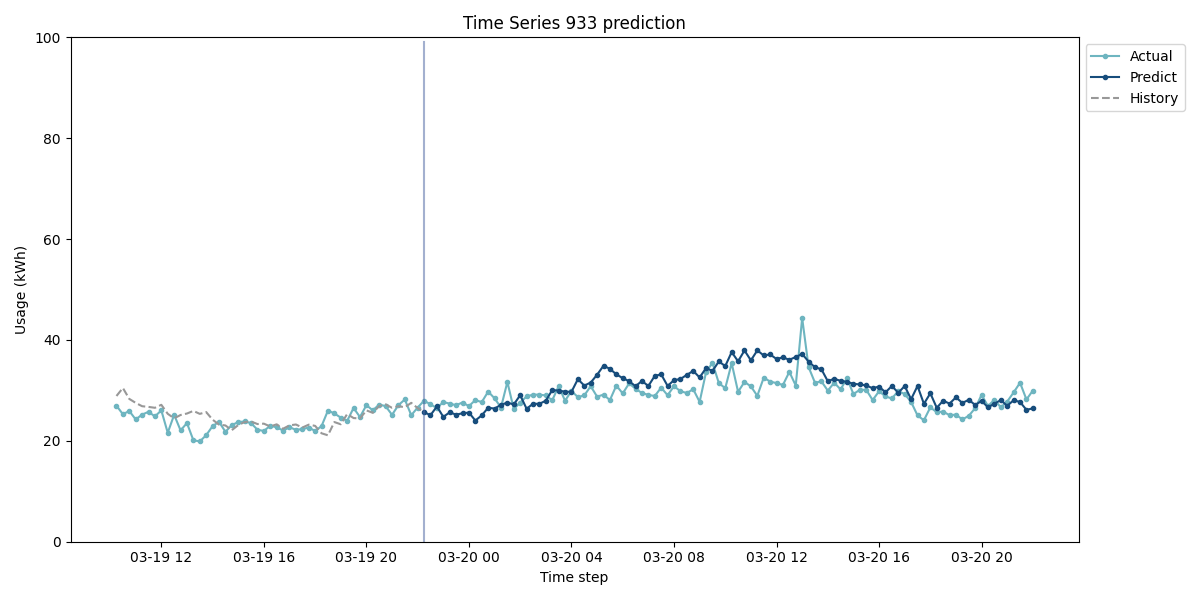 Time Series 933 prediction
100
80
60
40
20
0
Usage (kWh)
03-19 12
03-19 16
03-19 20
03-20 00
03-20 04
03-20 08
03-20 12
03-20 16
03-20 20
Time step
Actual
Predict
History